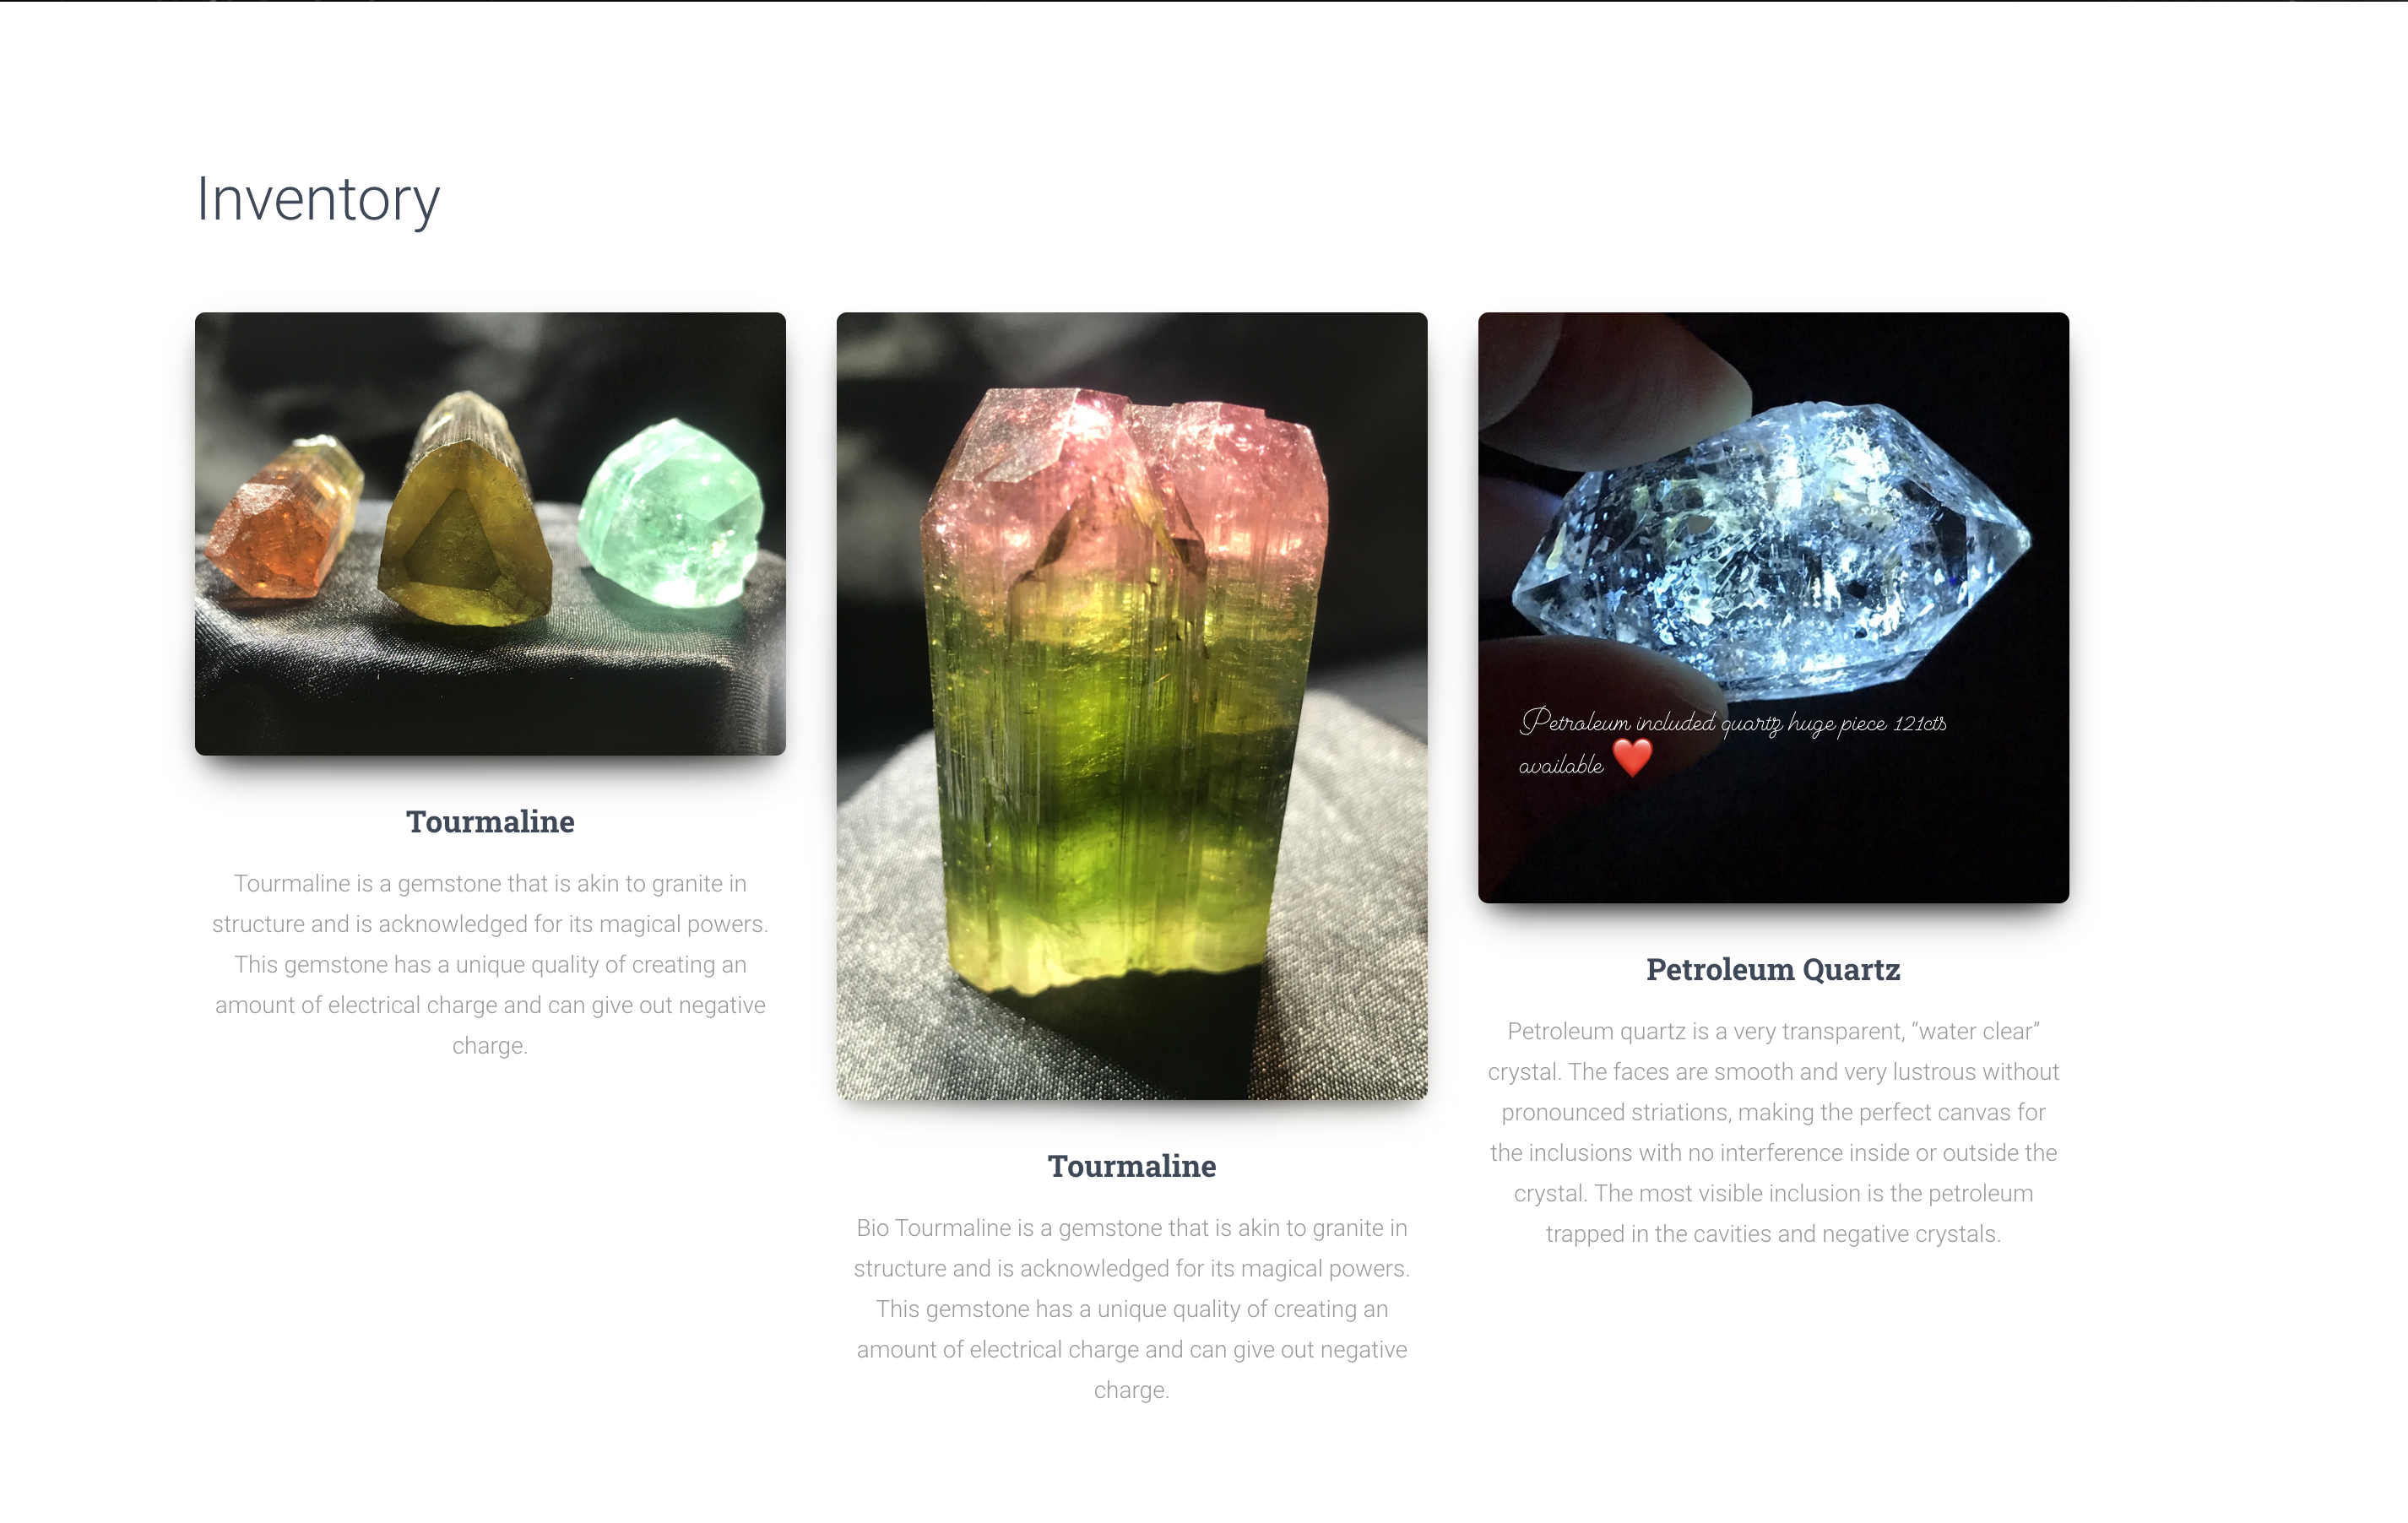 Inventory
Tourmaline
Tourmaline is a gemstone that is akin to granite in
structure and is acknowledged for its magical powers.
This gemstone has a unique quality of creating an
amount of electrical charge and can give out negative
charge.
Tourmaline
Bio Tourmaline is a gemstone that is akin to granite in
structure and is acknowledged for its magical powers.
This gemstone has a unique quality of creating an
amount of electrical charge and can give out negative
charge.
Petroleum included quartz huge piece 121cts
available ❤️
Petroleum Quartz
Petroleum quartz is a very transparent, “water clear”
crystal. The faces are smooth and very lustrous without
pronounced striations, making the perfect canvas for
the inclusions with no interference inside or outside the
crystal. The most visible inclusion is the petroleum
trapped in the cavities and negative crystals.